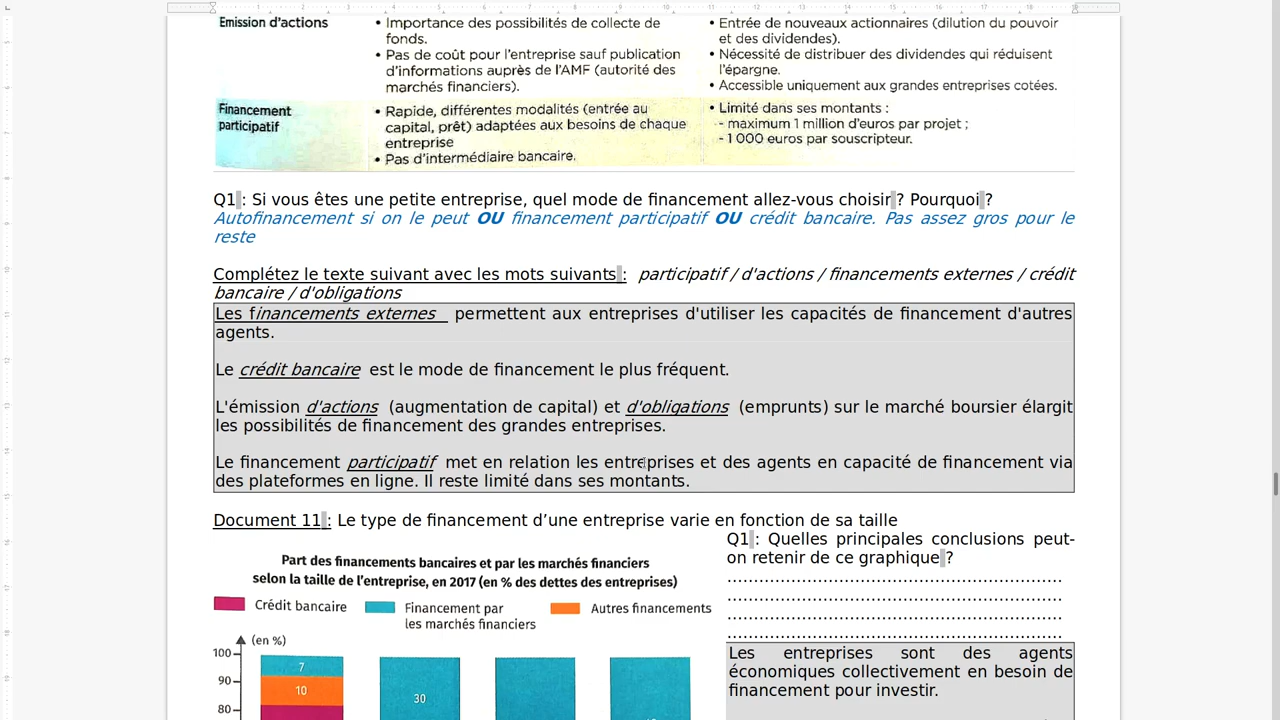 Emission d'actions
• Importance des possibilités de collecte de
fonds.
• Pas de coût pour l'entreprise sauf publication
d'informations auprès de l'AMF (autorité des
marchés financiers).
• Entrée de nouveaux actionnaires (dilution du pouvoir
et des dividendes).
• Nécessité de distribuer des dividendes qui réduisent
l'épargne.
• Accessible uniquement aux grandes entreprises cotées.
Financement
participatif
• Rapide, différentes modalités (entrée au
capital, prêt) adaptées aux besoins de chaque
entreprise
• Pas d'intermédiaire bancaire.
• Limité dans ses montants :
- maximum 1 million d'euros par projet ;
- 1 000 euros par souscripteur.
Q1 : Si vous êtes une petite entreprise, quel mode de financement allez-vous choisir ? Pourquoi ?
Autofinancement si on le peut OU financement participatif OU crédit bancaire. Pas assez gros pour le
reste
Complétez le texte suivant avec les mots suivants : participatif / d'actions / financements externes / crédit
bancaire / d'obligations
Les financements externes permettent aux entreprises d'utiliser les capacités de financement d'autres
agents.
Le crédit bancaire est le mode de financement le plus fréquent.
L'émission d'actions (augmentation de capital) et d'obligations (emprunts) sur le marché boursier élargit
les possibilités de financement des grandes entreprises.
Le financement participatif met en relation les entreprises et des agents en capacité de financement via
des plateformes en ligne. Il reste limité dans ses montants.
Document 11 : Le type de financement d’une entreprise varie en fonction de sa taille
Part des financements bancaires et par les marchés financiers
selon la taille de l'entreprise, en 2017 (en % des dettes des entreprises)
Crédit bancaire
Financement par
les marchés financiers
Autres financements
(en %)
100
90
80
7
10
30
Q1 : Quelles principales conclusions peut-
on retenir de ce graphique ?
..............................................................
..............................................................
..............................................................
..............................................................
Les entreprises sont des agents
économiques collectivement en besoin de
financement pour investir.